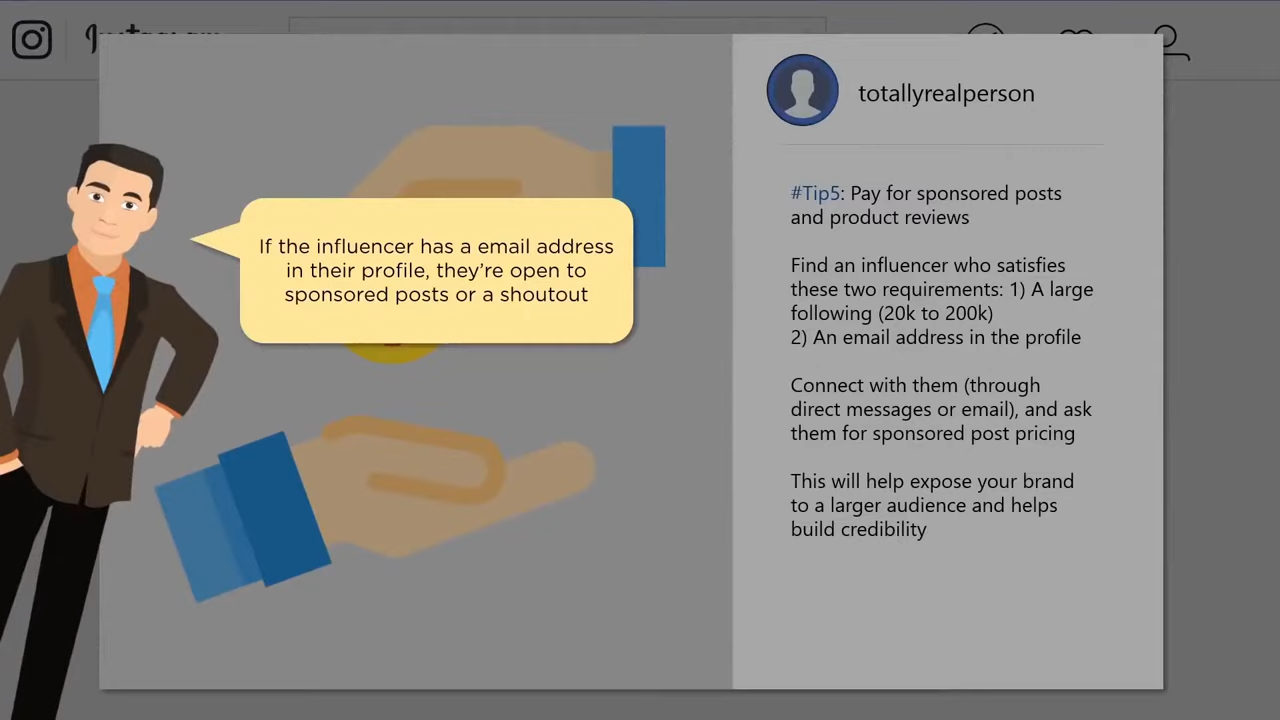 Instagram
totallyrealperson
If the influencer has a email address
in their profile, they’re open to
sponsored posts or a shoutout
#Tip5: Pay for sponsored posts
and product reviews
Find an influencer who satisfies
these two requirements: 1) A large
following (20k to 200k)
2) An email address in the profile
Connect with them (through
direct messages or email), and ask
them for sponsored post pricing
This will help expose your brand
to a larger audience and helps
build credibility